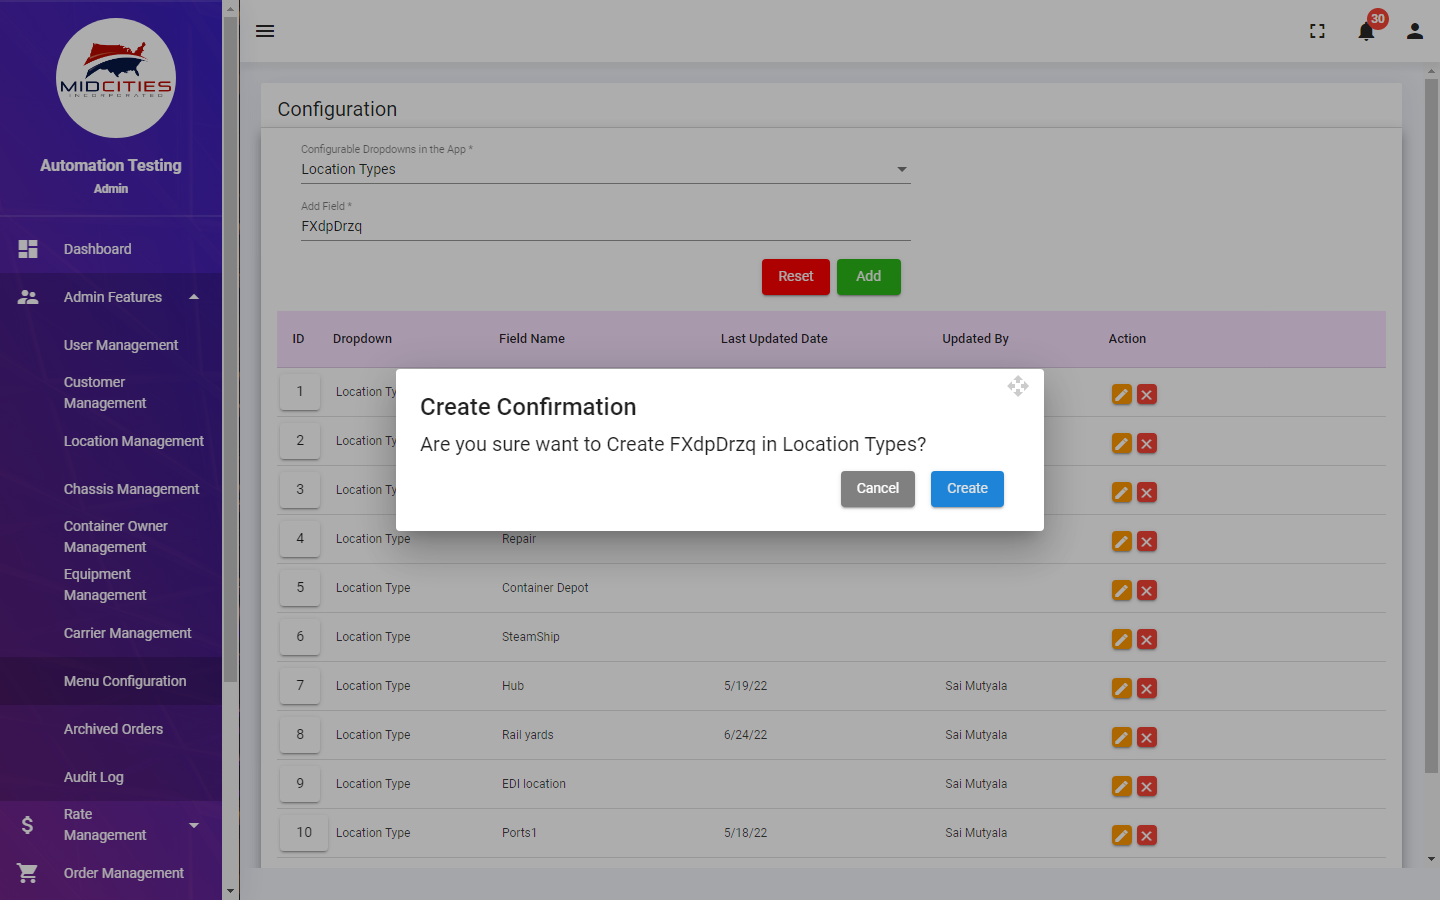 MIDCITIES
INCORPORATED
Automation Testing
Admin
Dashboard
Admin Features
User Management
Customer
Management
Location Management
Chassis Management
Container Owner
Management
Equipment
Management
Carrier Management
Menu Configuration
Archived Orders
Audit Log
Rate
Management
Order Management
30
Configuration
Configurable Dropdowns in the App *
Location Types
Add Field *
FXdpDrzq
Reset Add
ID Dropdown Field Name Last Updated Date Updated By Action
1 Location Ty
2 Location Ty
3 Location Ty
Create Confirmation
Are you sure want to Create FXdpDrzq in Location Types?
Cancel Create
4 Location Type Repair
5 Location Type Container Depot
6 Location Type SteamShip
7 Location Type Hub 5/19/22 Sai Mutyala
8 Location Type Rail yards 6/24/22 Sai Mutyala
9 Location Type EDI location Sai Mutyala
10 Location Type Ports1 5/18/22 Sai Mutyala